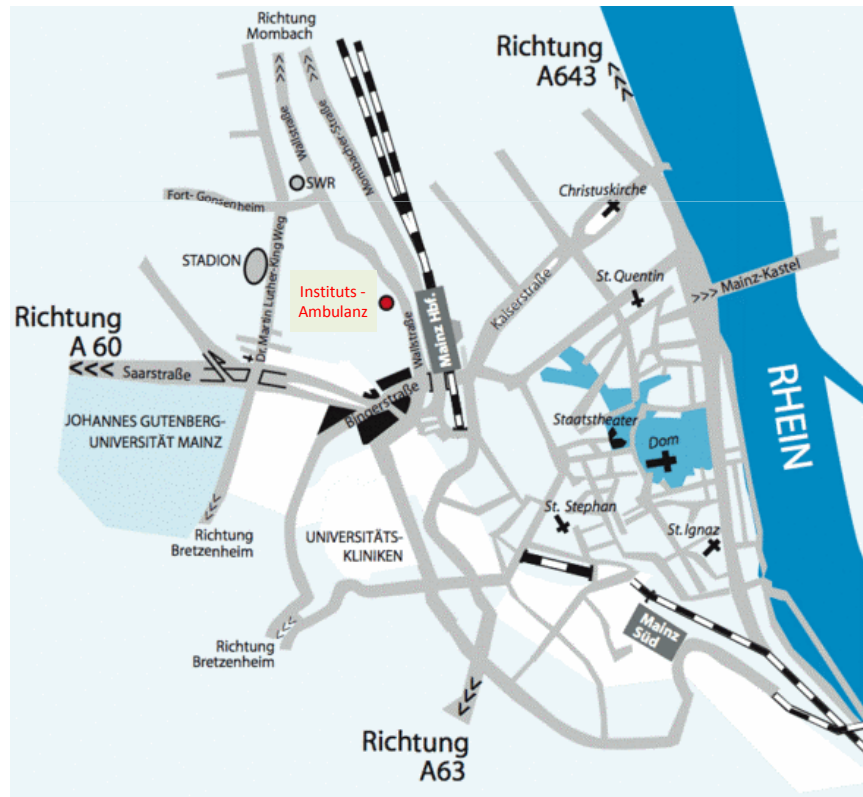 Richtung
Mombach
Richtung
A643
Wallstraße
Mombacher-Straße
SWR
Christuskirche
Fort- Gonsenheim
STADION
Dr.Martin Luther-King Weg
Instituts -
Ambulanz
St.Quentin
Kaiserstraße
>>> Mainz-Kastel
Richtung
A 60
<<< Saarstraße
Wallstraße
Mainz Hbf.
Bingerstraße
RHEIN
JOHANNES GUTENBERG-
UNIVERSITÄT MAINZ
Staatstheater
Dom
St. Stephan
St.Ignaz
UNIVERSITÄTS-
KLINIKEN
Richtung
Bretzenheim
Mainz
Süd
Richtung
Bretzenheim
Richtung
A63